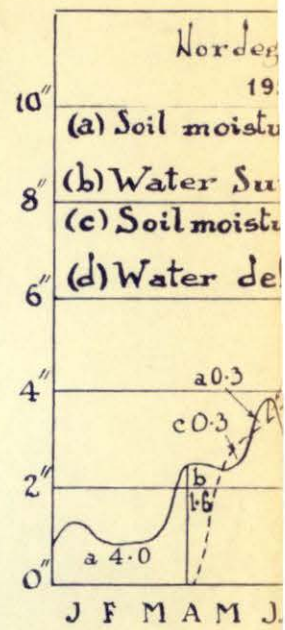 Nordeg
19
10"
(a) Soil moistu
(b) Water Su
8"
(c) Soil moistu
(d) Water de
6"
4"
a 0·3
c 0·3
2"
b
1·6
a 4·0
0"
J F M A M J